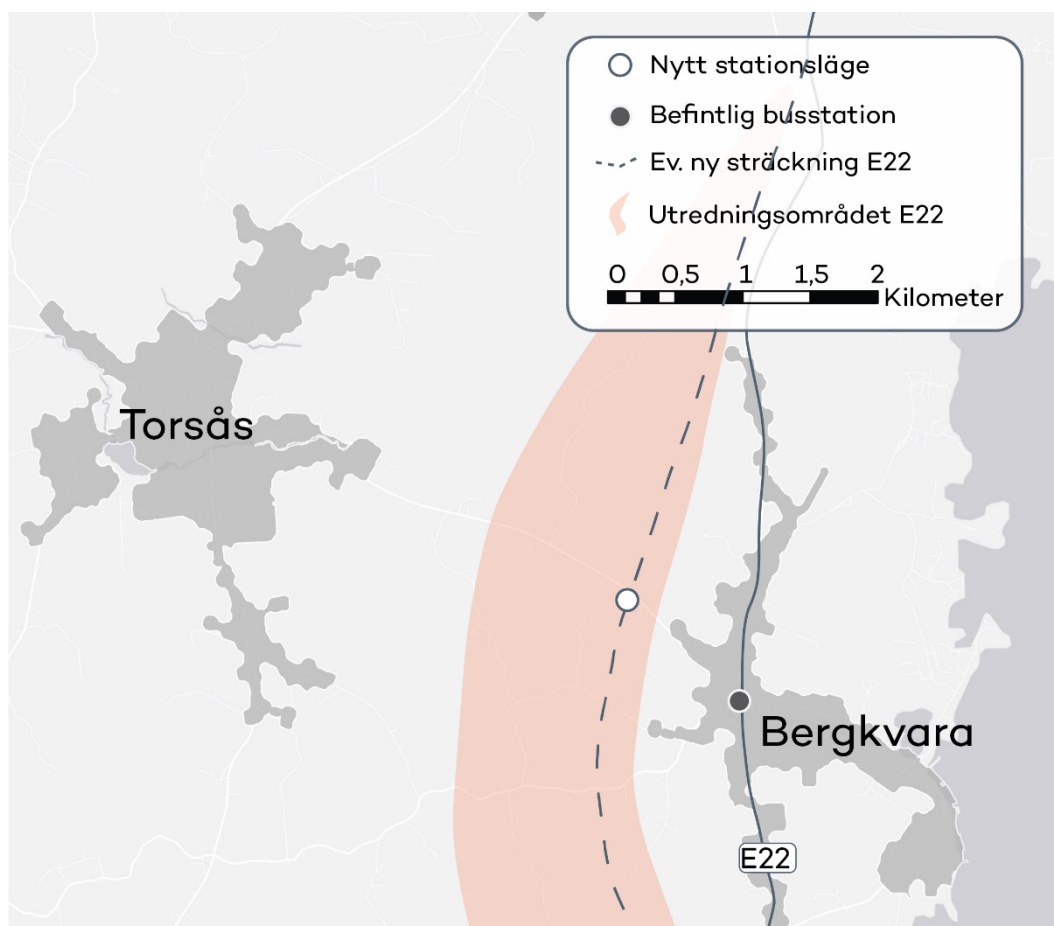 Nytt stationsläge
Befintlig busstation
Ev. ny sträckning E22
Utredningsområdet E22
0 0,5 1 1,5 2
Kilometer
Torsås
Bergkvara
E22